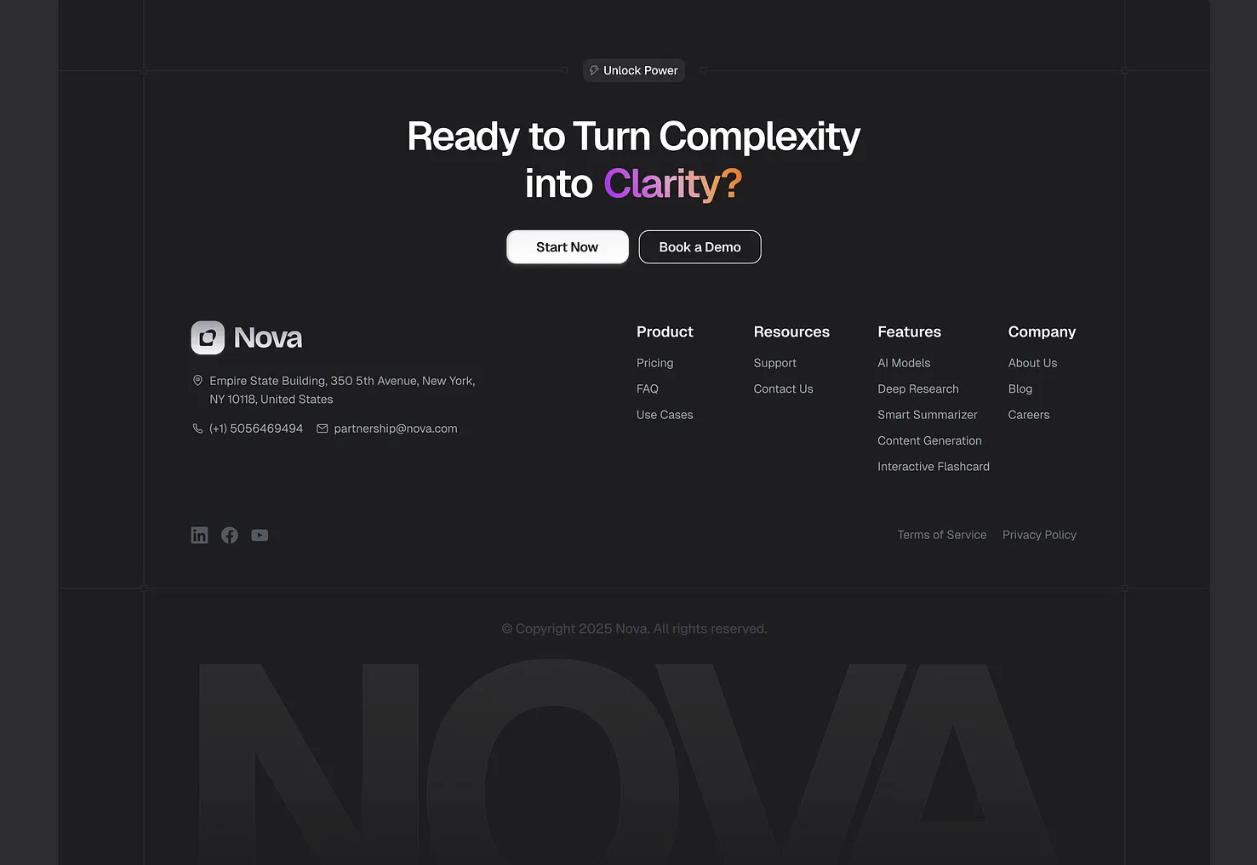 Unlock Power
Ready to Turn Complexity
into Clarity?
Start Now
Book a Demo
Nova
Empire State Building, 350 5th Avenue, New York,
NY 10118, United States
(+1) 5056469494
partnership@nova.com
Product
Pricing
FAQ
Use Cases
Resources
Support
Contact Us
Features
AI Models
Deep Research
Smart Summarizer
Content Generation
Interactive Flashcard
Company
About Us
Blog
Careers
in
Terms of Service
Privacy Policy
© Copyright 2025 Nova. All rights reserved.
NOVA